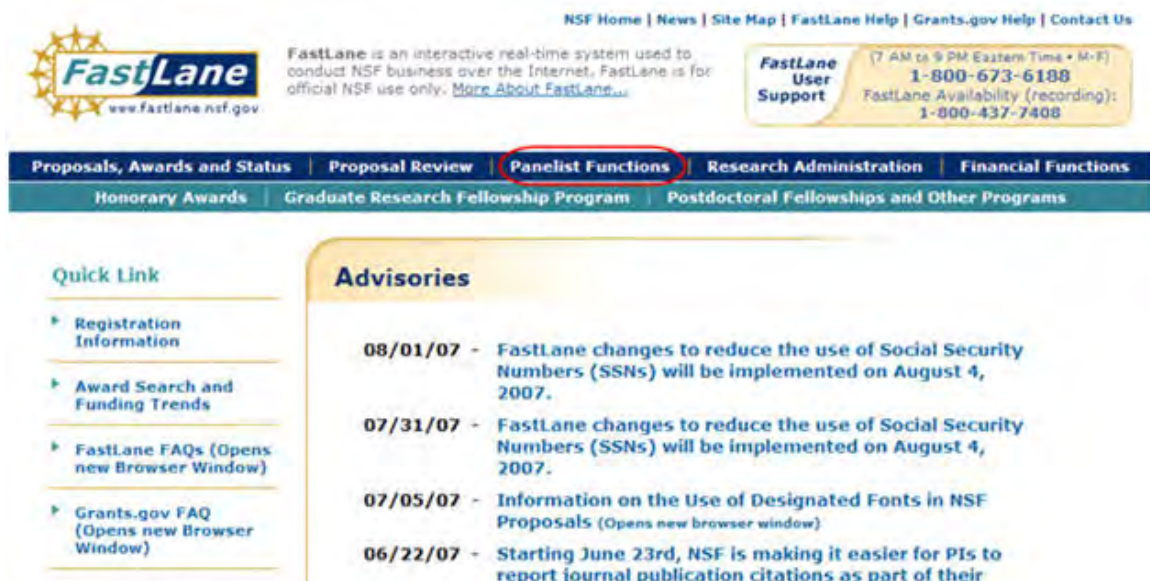 NSF Home | News | Site Map | FastLane Help | Grants.gov Help | Contact Us
FastLane
www.fastlane.nsf.gov
FastLane is an interactive real-time system used to
conduct NSF business over the Internet. FastLane is for
official NSF use only. More About FastLane...
FastLane
User
Support
(7 AM to 9 PM Eastern Time • M-F)
1-800-673-6188
FastLane Availability (recording):
1-800-437-7408
Proposals, Awards and Status | Proposal Review | Panelist Functions | Research Administration | Financial Functions
Honorary Awards | Graduate Research Fellowship Program | Postdoctoral Fellowships and Other Programs
Quick Link
Registration
Information
Award Search and
Funding Trends
FastLane FAQs (Opens
new Browser Window)
Grants.gov FAQ
(Opens new Browser
Window)
Advisories
08/01/07 - FastLane changes to reduce the use of Social Security
Numbers (SSNs) will be implemented on August 4,
2007.
07/31/07 - FastLane changes to reduce the use of Social Security
Numbers (SSNs) will be implemented on August 4,
2007.
07/05/07 - Information on the Use of Designated Fonts in NSF
Proposals (Opens new browser window)
06/22/07 - Starting June 23rd, NSF is making it easier for PIs to
report journal publication citations as part of their